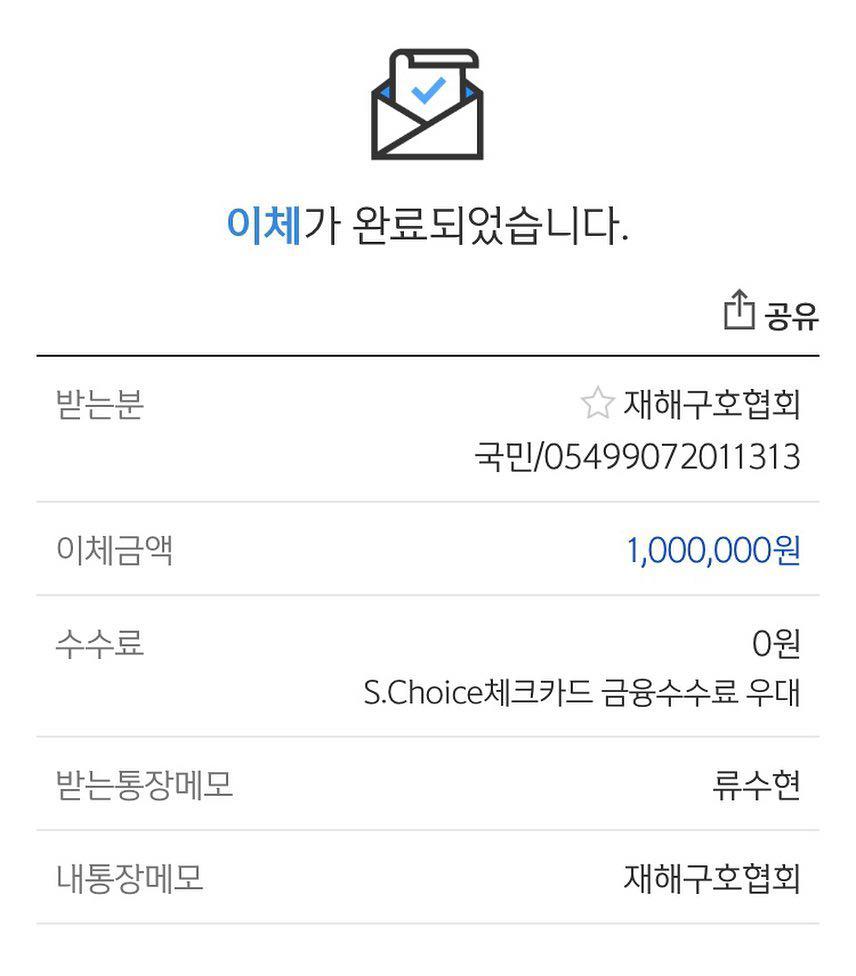 이체가 완료되었습니다.
공유
받는분 재해구호협회
국민/05499072011313
이체금액 1,000,000원
수수료 0원
S.Choice체크카드 금융수수료 우대
받는통장메모 류수현
내통장메모 재해구호협회